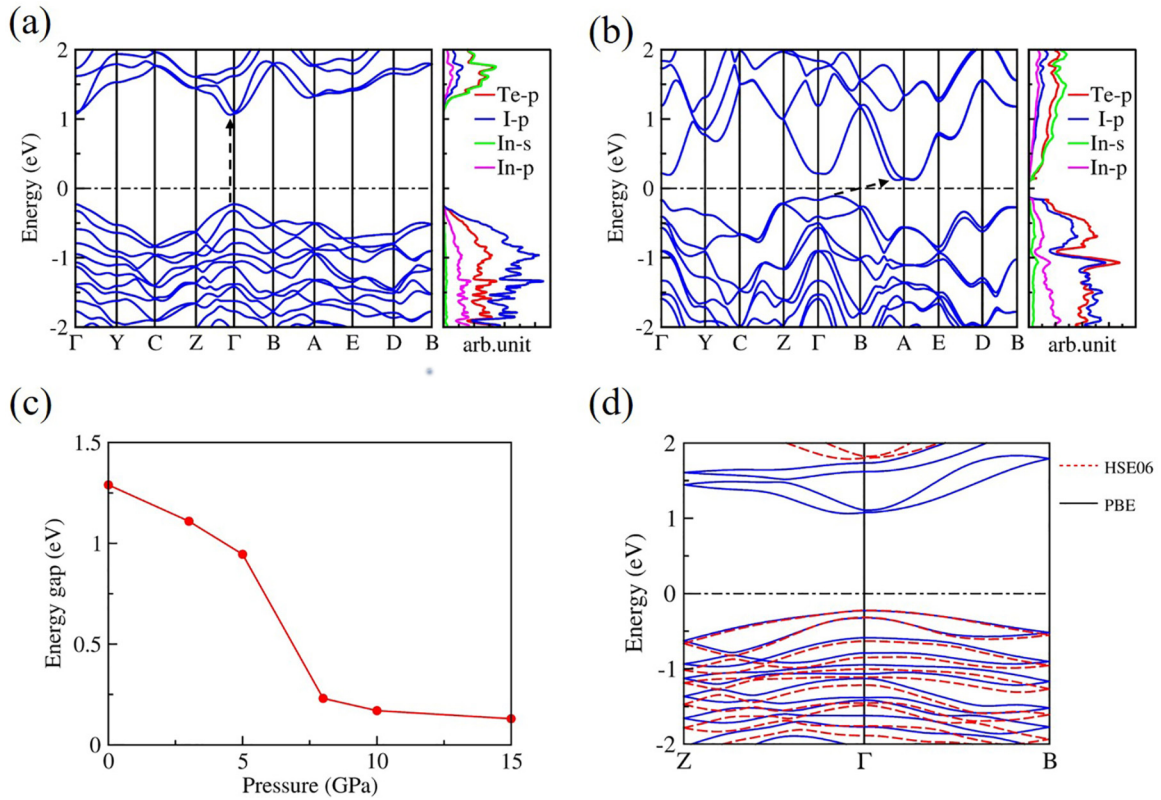 (a)
2
1
0
-1
-2
Energy (eV)
Γ Y C Z Γ B A E D B
Te-p
I-p
In-s
In-p
arb.unit
(b)
2
1
0
-1
-2
Energy (eV)
Γ Y C Z Γ B A E D B
Te-p
I-p
In-s
In-p
arb.unit
(c)
1.5
1
0.5
0
Energy gap (eV)
0 5 10 15
Pressure (GPa)
(d)
2
1
0
-1
-2
Energy (eV)
Z Γ B
HSE06
PBE